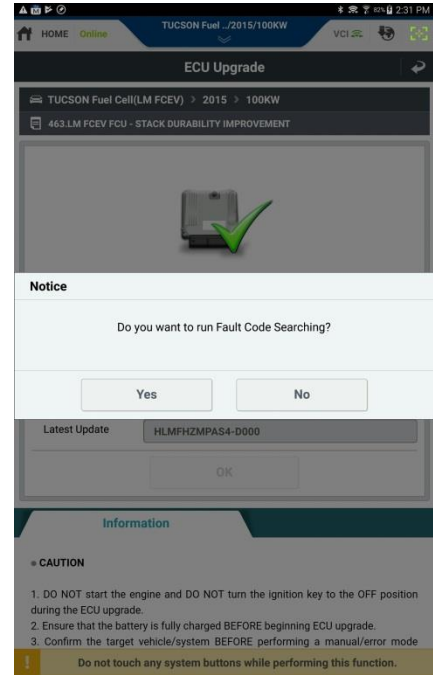 82% 2:31 PM
HOME Online TUCSON Fuel ../2015/100KW VCI
ECU Upgrade
TUCSON Fuel Cell(LM FCEV) > 2015 > 100KW
463.LM FCEV FCU - STACK DURABILITY IMPROVEMENT
Notice
Do you want to run Fault Code Searching?
Yes No
Latest Update HLMFHZMPAS4-D000
OK
Information
● CAUTION
1. DO NOT start the engine and DO NOT turn the ignition key to the OFF position
during the ECU upgrade.
2. Ensure that the battery is fully charged BEFORE beginning ECU upgrade.
3. Confirm the target vehicle/system BEFORE performing a manual/error mode
! Do not touch any system buttons while performing this function.